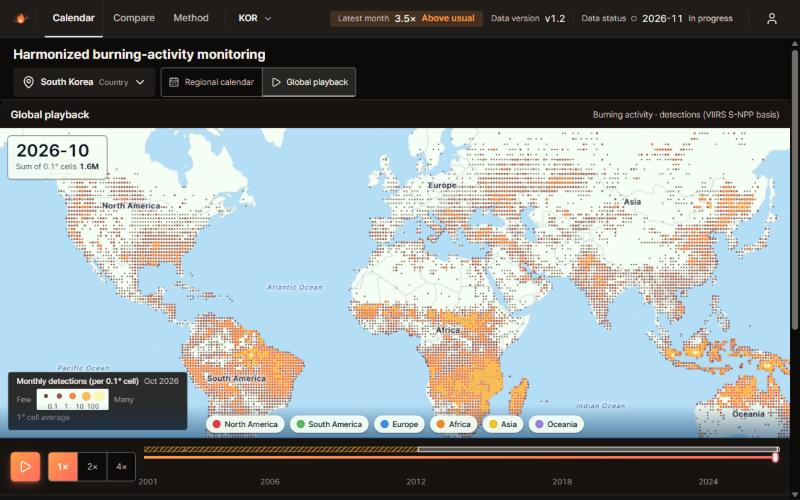 Calendar
Compare
Method
KOR
Latest month 3.5× Above usual
Data version v1.2
Data status 2026-11 In progress
Harmonized burning-activity monitoring
South Korea Country
Regional calendar
Global playback
Global playback
Burning activity · detections (VIIRS S-NPP basis)
2026-10
Sum of 0.1° cells 1.6M
North America
Europe
Asia
Atlantic Ocean
Africa
Pacific Ocean
South America
Indian Ocean
Oceania
Monthly detections (per 0.1° cell) Oct 2026
Few
Many
0.1 1 10 100
1° cell average
North America
South America
Europe
Africa
Asia
Oceania
1×
2×
4×
2001
2006
2012
2018
2024